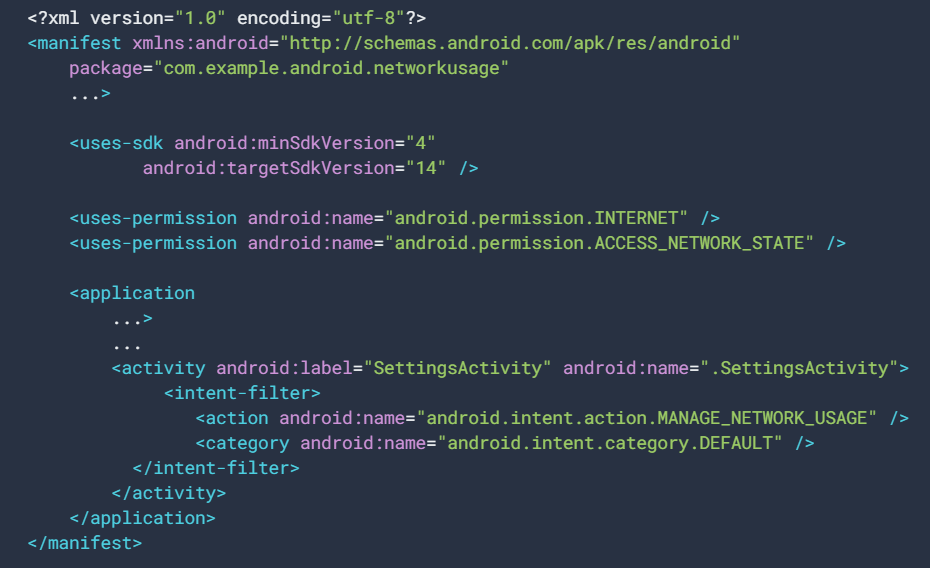 <?xml version="1.0" encoding="utf-8"?>
<manifest xmlns:android="http://schemas.android.com/apk/res/android"
    package="com.example.android.networkusage"
    ...>

    <uses-sdk android:minSdkVersion="4"
           android:targetSdkVersion="14" />

    <uses-permission android:name="android.permission.INTERNET" />
    <uses-permission android:name="android.permission.ACCESS_NETWORK_STATE" />

    <application
        ...>
        ...
        <activity android:label="SettingsActivity" android:name=".SettingsActivity">
             <intent-filter>
                <action android:name="android.intent.action.MANAGE_NETWORK_USAGE" />
                <category android:name="android.intent.category.DEFAULT" />
          </intent-filter>
        </activity>
    </application>
</manifest>